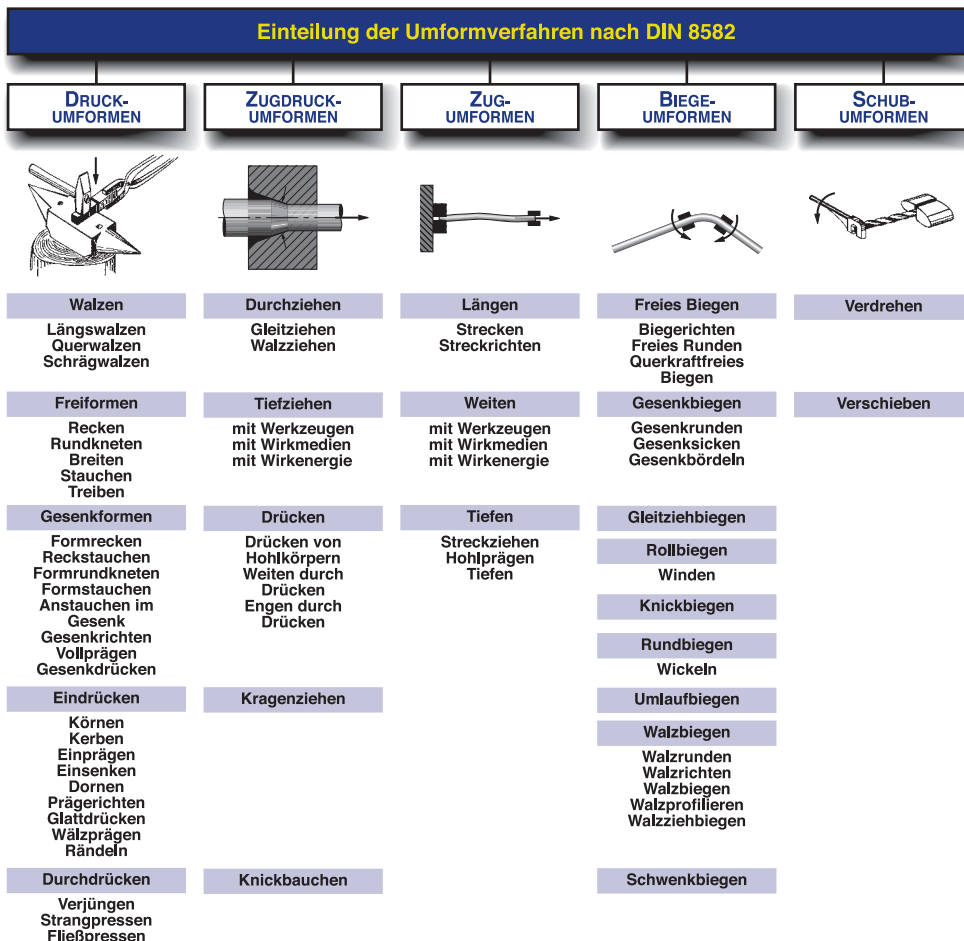 Einteilung der Umformverfahren nach DIN 8582
DRUCK-
UMFORMEN
ZUGDRUCK-
UMFORMEN
ZUG-
UMFORMEN
BIEGE-
UMFORMEN
SCHUB-
UMFORMEN
Walzen
Längswalzen
Querwalzen
Schrägwalzen
Freiformen
Recken
Rundkneten
Breiten
Stauchen
Treiben
Gesenkformen
Formrecken
Reckstauchen
Formrundkneten
Formstauchen
Anstauchen im
Gesenk
Gesenkrichten
Vollprägen
Gesenkdrücken
Eindrücken
Körnen
Kerben
Einprägen
Einsenken
Dornen
Prägerichten
Glattdrücken
Wälzprägen
Rändeln
Durchdrücken
Verjüngen
Strangpressen
Fließpressen
Durchziehen
Gleitziehen
Walzziehen
Tiefziehen
mit Werkzeugen
mit Wirkmedien
mit Wirkenergie
Drücken
Drücken von
Hohlkörpern
Weiten durch
Drücken
Engen durch
Drücken
Kragenziehen
Knickbauchen
Längen
Strecken
Streckrichten
Weiten
mit Werkzeugen
mit Wirkmedien
mit Wirkenergie
Tiefen
Streckziehen
Hohlprägen
Tiefen
Freies Biegen
Biegerichten
Freies Runden
Querkraftfreies
Biegen
Gesenkbiegen
Gesenkrunden
Gesenksicken
Gesenkbördeln
Gleitziehbiegen
Rollbiegen
Winden
Knickbiegen
Rundbiegen
Wickeln
Umlaufbiegen
Walzbiegen
Walzrunden
Walzrichten
Walzbiegen
Walzprofilieren
Walzziehbiegen
Schwenkbiegen
Verdrehen
Verschieben